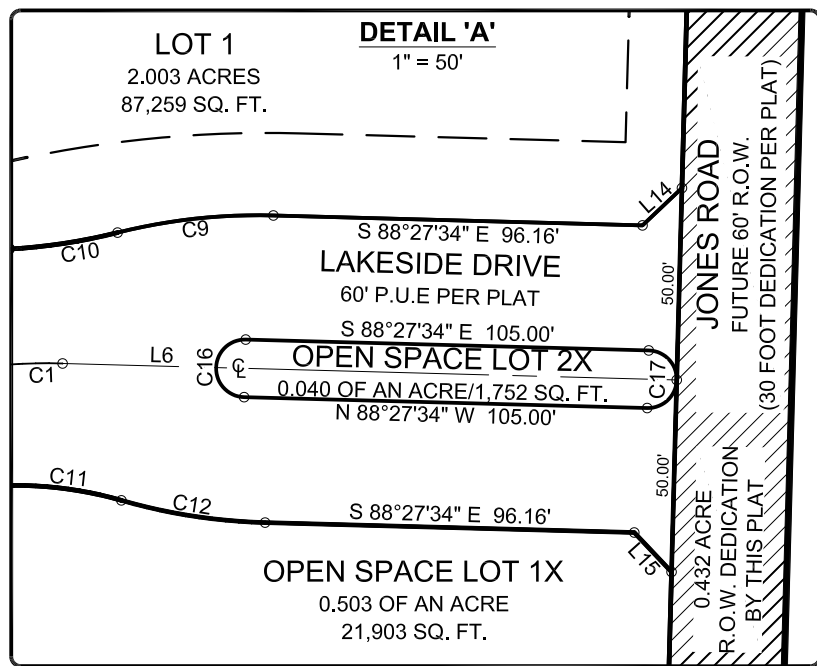 DETAIL 'A'
1" = 50'
LOT 1
2.003 ACRES
87,259 SQ. FT.
L14
C9
C10
S 88°27'34" E 96.16'
LAKESIDE DRIVE
60' P.U.E PER PLAT
50.00'
JONES ROAD
FUTURE 60' R.O.W.
(30 FOOT DEDICATION PER PLAT)
S 88°27'34" E 105.00'
C1
L6
C16
℄
OPEN SPACE LOT 2X
0.040 OF AN ACRE/1,752 SQ. FT.
C17
N 88°27'34" W 105.00'
50.00'
C11
C12
S 88°27'34" E 96.16'
L15
OPEN SPACE LOT 1X
0.503 OF AN ACRE
21,903 SQ. FT.
0.432 ACRE
R.O.W. DEDICATION
BY THIS PLAT